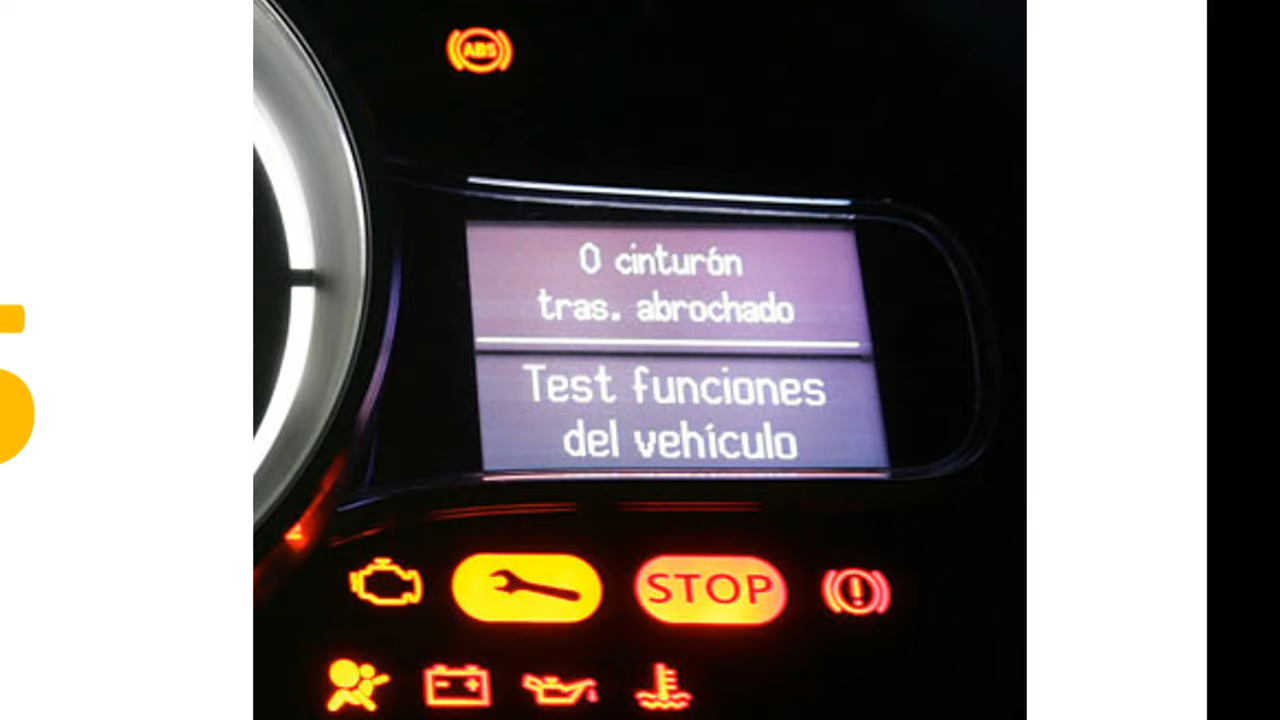 ABS
0 cinturón
tras. abrochado
Test funciones
del vehículo
STOP